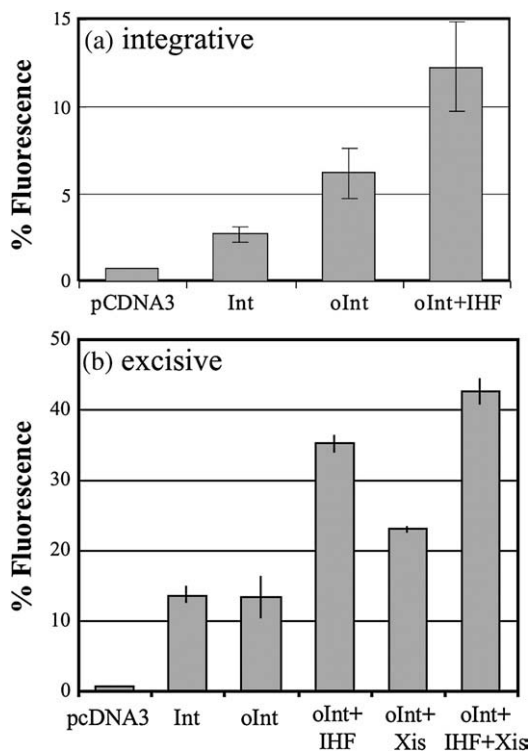 (a) integrative
% Fluorescence
15
10
5
0
pCDNA3 Int oInt oInt+IHF
(b) excisive
% Fluorescence
50
40
30
20
10
0
pcDNA3 Int oInt oInt+ oInt+ oInt+
IHF Xis IHF+Xis